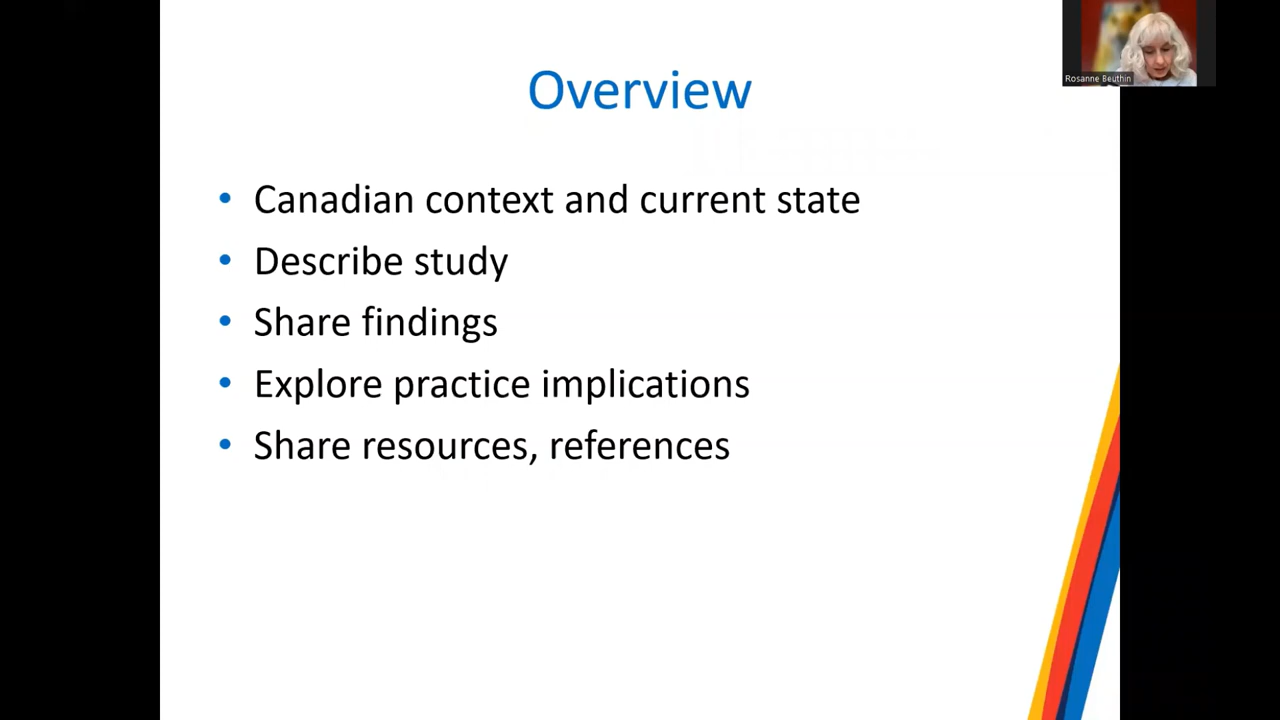 Overview
Rosanne Beuthin
• Canadian context and current state
• Describe study
• Share findings
• Explore practice implications
• Share resources, references